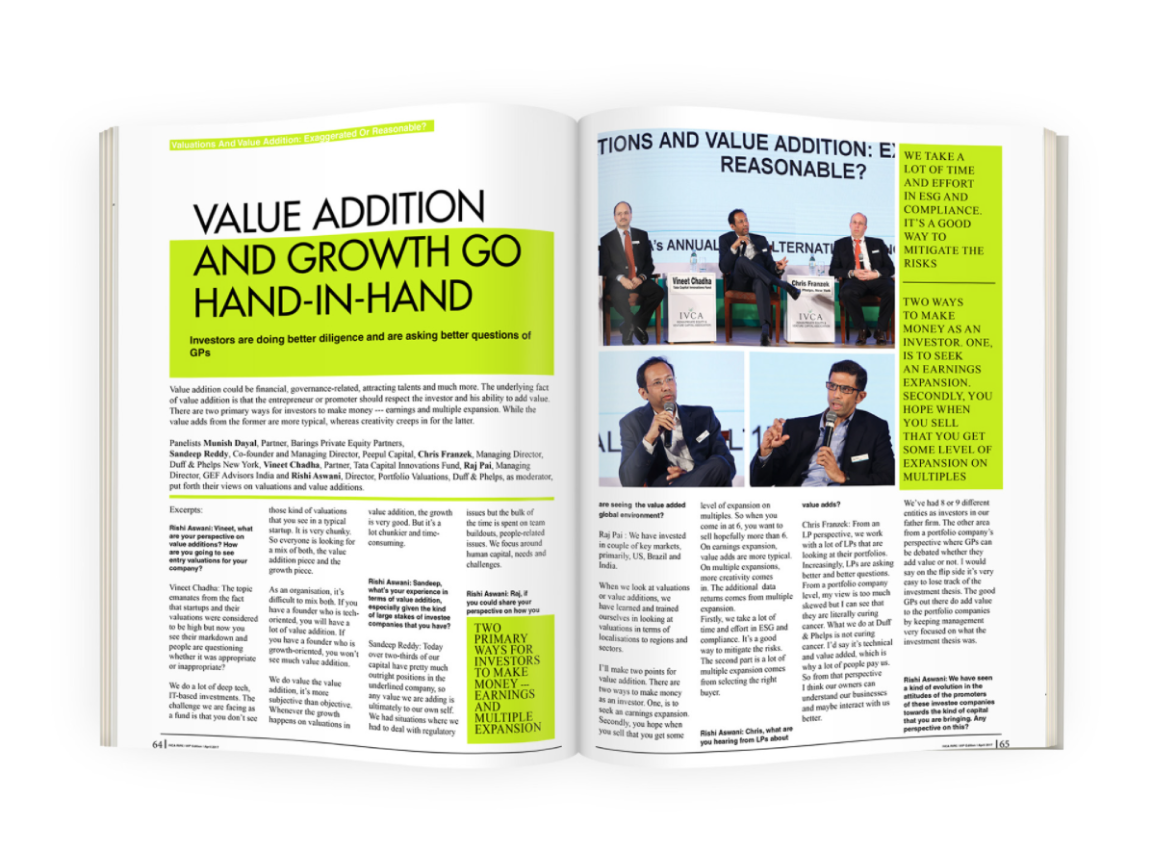 Valuations And Value Addition: Exaggerated Or Reasonable?
VALUE ADDITION
AND GROWTH GO
HAND-IN-HAND
Investors are doing better diligence and are asking better questions of
GPs
Value addition could be financial, governance-related, attracting talents and much more. The underlying fact
of value addition is that the entrepreneur or promoter should respect the investor and his ability to add value.
There are two primary ways for investors to make money --- earnings and multiple expansion. While the
value adds from the former are more typical, whereas creativity creeps in for the latter.
Panelists Munish Dayal, Partner, Barings Private Equity Partners,
Sandeep Reddy, Co-founder and Managing Director, Peepul Capital, Chris Franzek, Managing Director,
Duff & Phelps New York, Vineet Chadha, Partner, Tata Capital Innovations Fund, Raj Pai, Managing
Director, GEF Advisors India and Rishi Aswani, Director, Portfolio Valuations, Duff & Phelps, as moderator,
put forth their views on valuations and value additions.
Excerpts:
Rishi Aswani: Vineet, what
are your perspective on
value additions? How
are you going to see
entry valuations for your
company?
Vineet Chadha: The topic
emanates from the fact
that startups and their
valuations were considered
to be high but now you
see their markdown and
people are questioning
whether it was appropriate
or inappropriate?
We do a lot of deep tech,
IT-based investments. The
challenge we are facing as
a fund is that you don't see
those kind of valuations
that you see in a typical
startup. It is very chunky.
So everyone is looking for
a mix of both, the value
addition piece and the
growth piece.
As an organisation, it's
difficult to mix both. If you
have a founder who is tech-
oriented, you will have a
lot of value addition. If
you have a founder who is
growth-oriented, you won't
see much value addition.
We do value the value
addition, it's more
subjective than objective.
Whenever the growth
happens on valuations in
value addition, the growth
is very good. But it's a
lot chunkier and time-
consuming.
Rishi Aswani: Sandeep,
what's your experience in
terms of value addition,
especially given the kind
of large stakes of investee
companies that you have?
Sandeep Reddy: Today
over two-thirds of our
capital have pretty much
outright positions in the
underlined company, so
any value we are adding is
ultimately to our own self.
We had situations where we
had to deal with regulatory
issues but the bulk of
the time is spent on team
buildouts, people-related
issues. We focus around
human capital, needs and
challenges.
Rishi Aswani: Raj, if
you could share your
perspective on how you
TWO
PRIMARY
WAYS FOR
INVESTORS
TO MAKE
MONEY —
EARNINGS
AND
MULTIPLE
EXPANSION
64
TIONS AND VALUE ADDITION: E
REASONABLE?
's ANNUAL
LTERNATI
Vineet Chadha
Tata Capital Innovations Fund
IVCA
Chris Franzek
IVCA
WE TAKE A
LOT OF TIME
AND EFFORT
IN ESG AND
COMPLIANCE.
IT'S A GOOD
WAY TO
MITIGATE THE
RISKS
TWO WAYS
TO MAKE
MONEY AS AN
INVESTOR. ONE,
IS TO SEEK
AN EARNINGS
EXPANSION.
SECONDLY, YOU
HOPE WHEN
YOU SELL
THAT YOU GET
SOME LEVEL OF
EXPANSION ON
MULTIPLES
are seeing the value added
global environment?
Raj Pai : We have invested
in couple of key markets,
primarily, US, Brazil and
India.
When we look at valuations
or value additions, we
have learned and trained
ourselves in looking at
valuations in terms of
localisations to regions and
sectors.
I'll make two points for
value addition. There are
two ways to make money
as an investor. One, is to
seek an earnings expansion.
Secondly, you hope when
you sell that you get some
level of expansion on
multiples. So when you
come in at 6, you want to
sell hopefully more than 6.
On earnings expansion,
value adds are more typical.
On multiples expansion,
more creativity comes
in. The additional data
returns comes from multiples
expansion.
Firstly, we take a lot of
time and effort in ESG and
compliance. It's a good
way to mitigate the risks.
The second part is a lot of
multiple expansion comes
from selecting the right
buyer.
Rishi Aswani: Chris, what are
you hearing from LPs about
value adds?
Chris Franzek: From an
LP perspective, we work
with a lot of LPs that are
looking at their portfolios.
Increasingly, LPs are asking
better and better questions.
From a portfolio company
level, my view is too much
skewed but I can see that
they are literally curing
cancer. What we do at Duff
& Phelps is not curing
cancer. I'd say it's technical
and value added, which is
why a lot of people pay us.
So from that perspective
I think our owners can
understand our businesses
and maybe interact with us
better.
We've had 8 or 9 different
entities as investors in our
father firm. The other area
from a portfolio company's
perspective where GPs can
be debated whether they
add value or not. I would
say on the flip side it's very
easy to lose track of the
investment thesis. The good
GPs out there do add value
to the portfolio companies
by keeping management
very focused on what the
investment thesis was.
Rishi Aswani: We have seen
a kind of evolution in the
attitudes of the promoters
of these investee companies
towards the kind of capital
that you are bringing. Any
perspective on this?
65